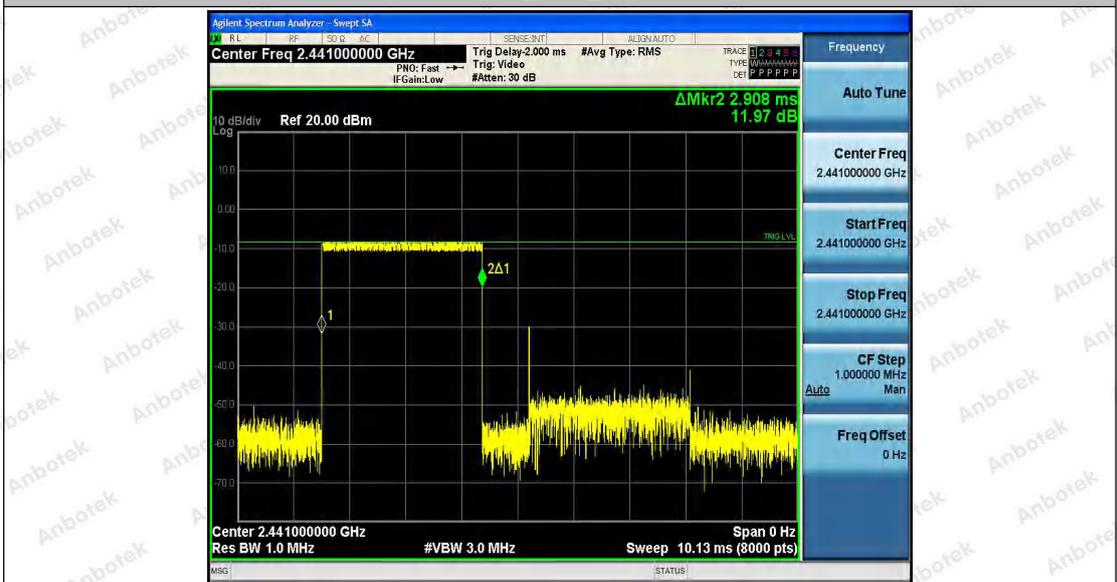 Agilent Spectrum Analyzer - Swept SA
RL RF 50 Ω AC SENSE:INT ALIGNAUTO
Center Freq 2.441000000 GHz
PNO: Fast
IFGain:Low
Trig Delay-2.000 ms
Trig: Video
#Atten: 30 dB
#Avg Type: RMS
TRACE 1 2 3 4 5 6
TYPE
DET P P P P P P
ΔMkr2 2.908 ms
11.97 dB
10 dB/div Ref 20.00 dBm
Log
10.0
0.00
-10.0
-20.0
-30.0
-40.0
-50.0
-60.0
-70.0
TRIG LVL
1
2Δ1
Center 2.441000000 GHz
Span 0 Hz
Res BW 1.0 MHz
#VBW 3.0 MHz
Sweep 10.13 ms (8000 pts)
MSG
STATUS
Frequency
Auto Tune
Center Freq
2.441000000 GHz
Start Freq
2.441000000 GHz
Stop Freq
2.441000000 GHz
CF Step
1.000000 MHz
Auto Man
Freq Offset
0 Hz
Anbotek